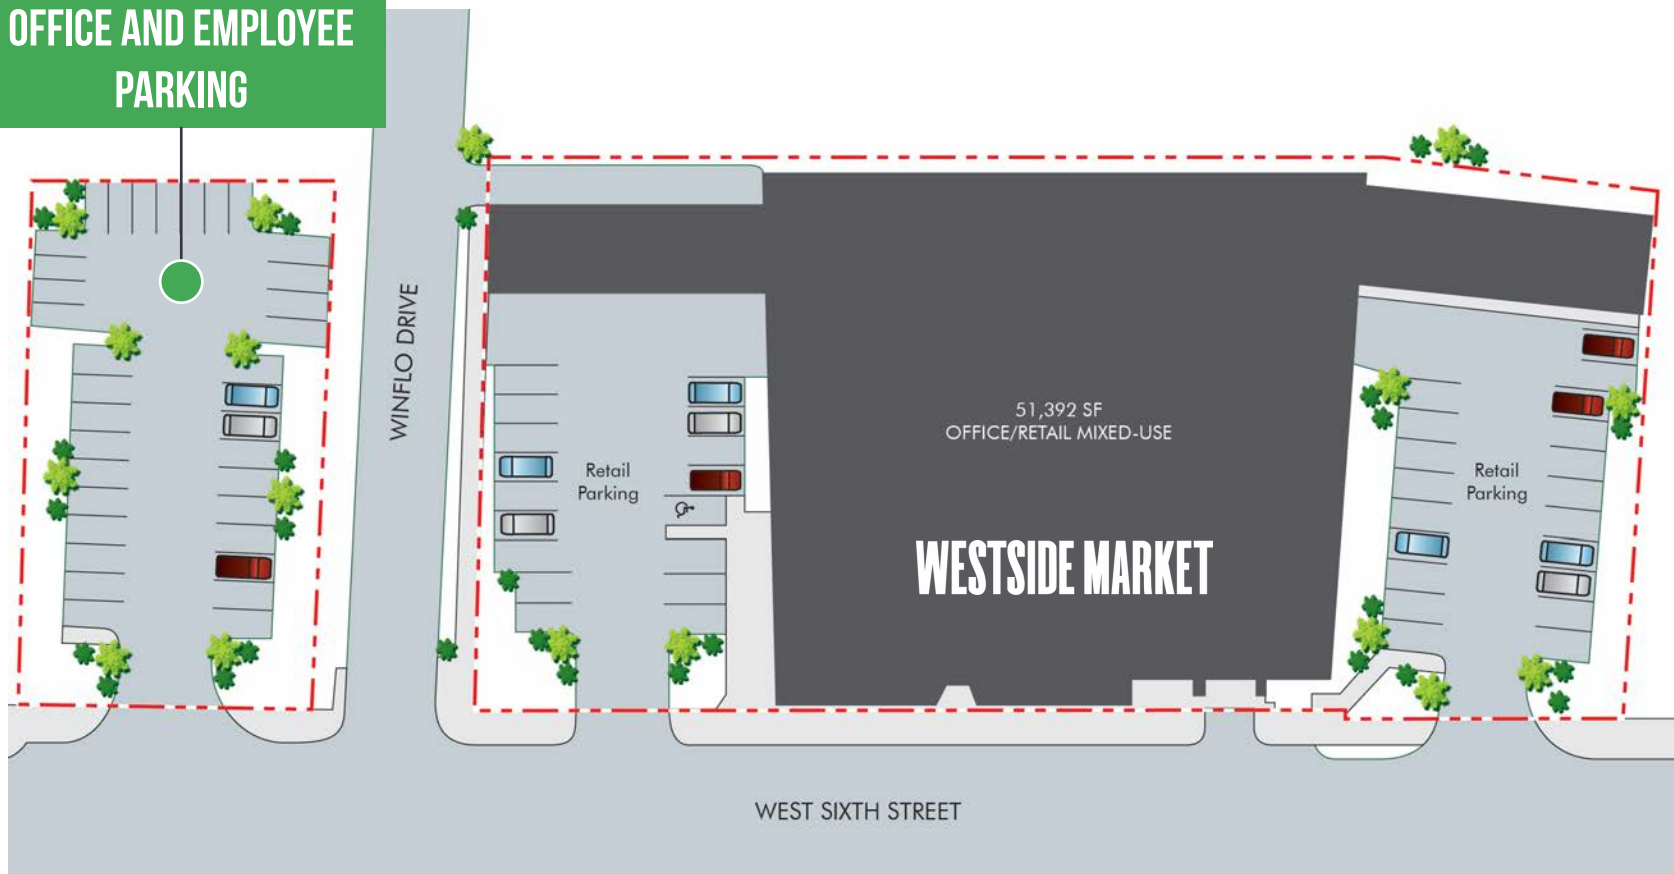 OFFICE AND EMPLOYEE
PARKING
WINFLO DRIVE
Retail
Parking
51,392 SF
OFFICE/RETAIL MIXED-USE
WESTSIDE MARKET
Retail
Parking
WEST SIXTH STREET